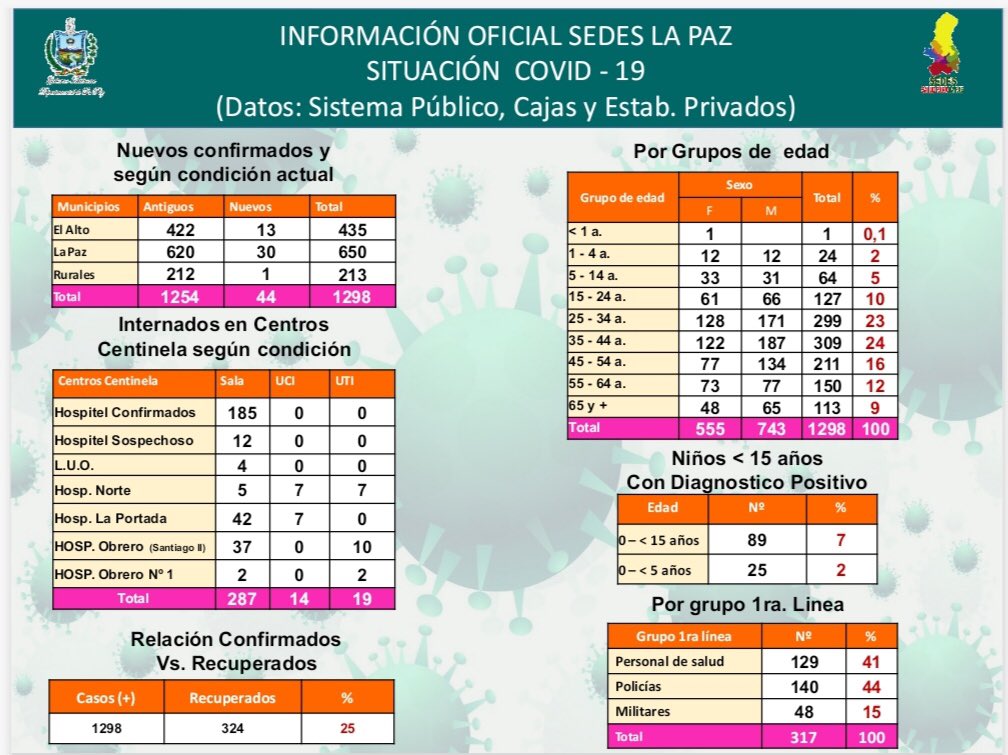 INFORMACIÓN OFICIAL SEDES LA PAZ
SITUACIÓN COVID - 19
(Datos: Sistema Público, Cajas y Estab. Privados)
SEDES
Nuevos confirmados y
según condición actual
Municipios Antiguos Nuevos Total
El Alto 422 13 435
La Paz 620 30 650
Rurales 212 1 213
Total 1254 44 1298
Internados en Centros
Centinela según condición
Centros Centinela Sala UCI UTI
Hospitel Confirmados 185 0 0
Hospitel Sospechoso 12 0 0
L.U.O. 4 0 0
Hosp. Norte 5 7 7
Hosp. La Portada 42 7 0
HOSP. Obrero (Santiago II) 37 0 10
HOSP. Obrero Nº 1 2 0 2
Total 287 14 19
Relación Confirmados
Vs. Recuperados
Casos (+) Recuperados %
1298 324 25
Por Grupos de edad
Grupo de edad Sexo Total %
F M
< 1 a. 1 1 0,1
1 - 4 a. 12 12 24 2
5 - 14 a. 33 31 64 5
15 - 24 a. 61 66 127 10
25 - 34 a. 128 171 299 23
35 - 44 a. 122 187 309 24
45 - 54 a. 77 134 211 16
55 - 64 a. 73 77 150 12
65 y + 48 65 113 9
Total 555 743 1298 100
Niños < 15 años
Con Diagnostico Positivo
Edad Nº %
0 – < 15 años 89 7
0 – < 5 años 25 2
Por grupo 1ra. Linea
Grupo 1ra línea Nº %
Personal de salud 129 41
Policías 140 44
Militares 48 15
Total 317 100